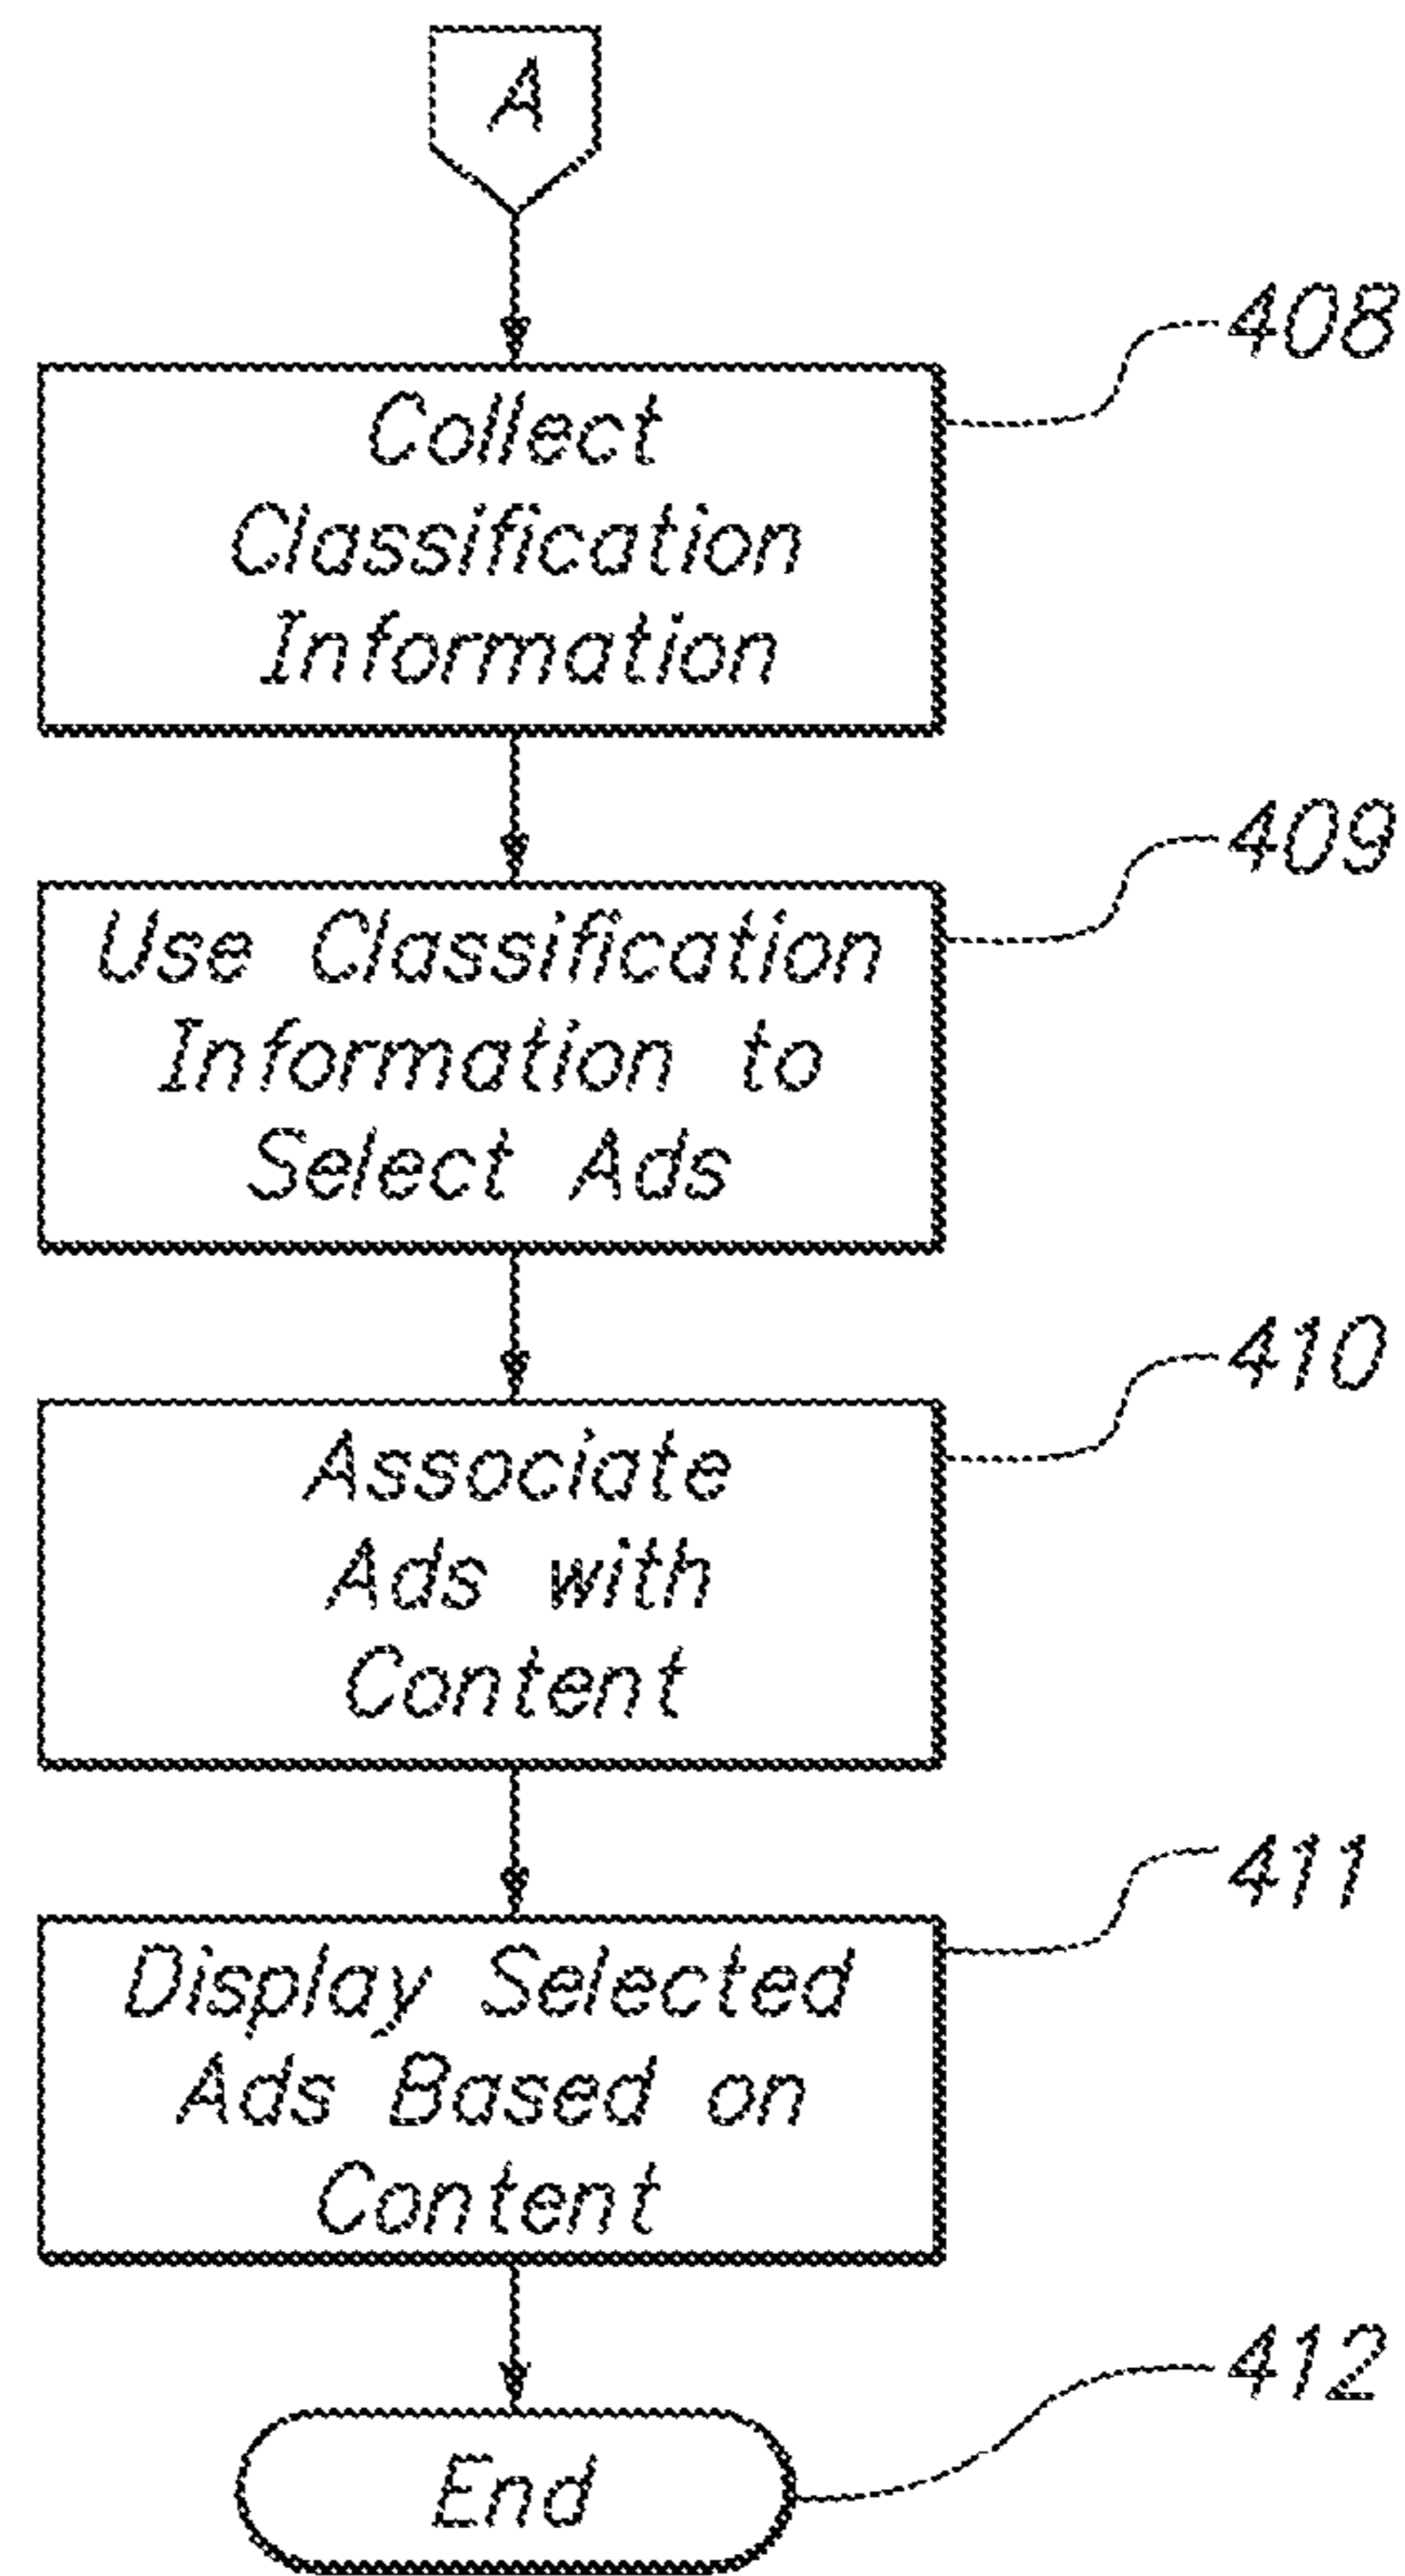 A
408
Collect
Classification
Information
409
Use Classification
Information to
Select Ads
410
Associate
Ads with
Content
411
Display Selected
Ads Based on
Content
412
End